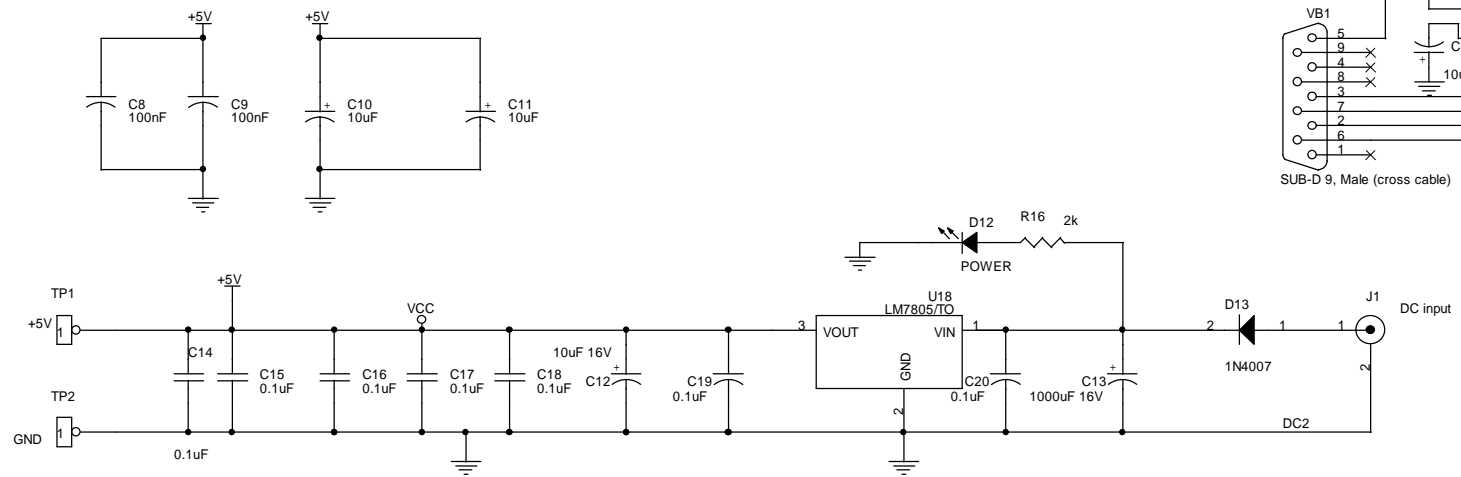 +5V
+5V
C8
100nF
C9
100nF
+
C10
10uF
+
C11
10uF
VB1
5
9
4
8
3
7
2
6
1
SUB-D 9, Male (cross cable)
+
10u
D12
POWER
R16
2k
TP1
+5V
1
TP2
GND
1
+5V
VCC
C14
0.1uF
C15
0.1uF
C16
0.1uF
C17
0.1uF
C18
0.1uF
10uF 16V
+
C12
C19
0.1uF
U18
LM7805/TO
3
VOUT
VIN
1
GND
2
C20
0.1uF
+
C13
1000uF 16V
D13
2
1
1N4007
J1
1
2
DC input
DC2